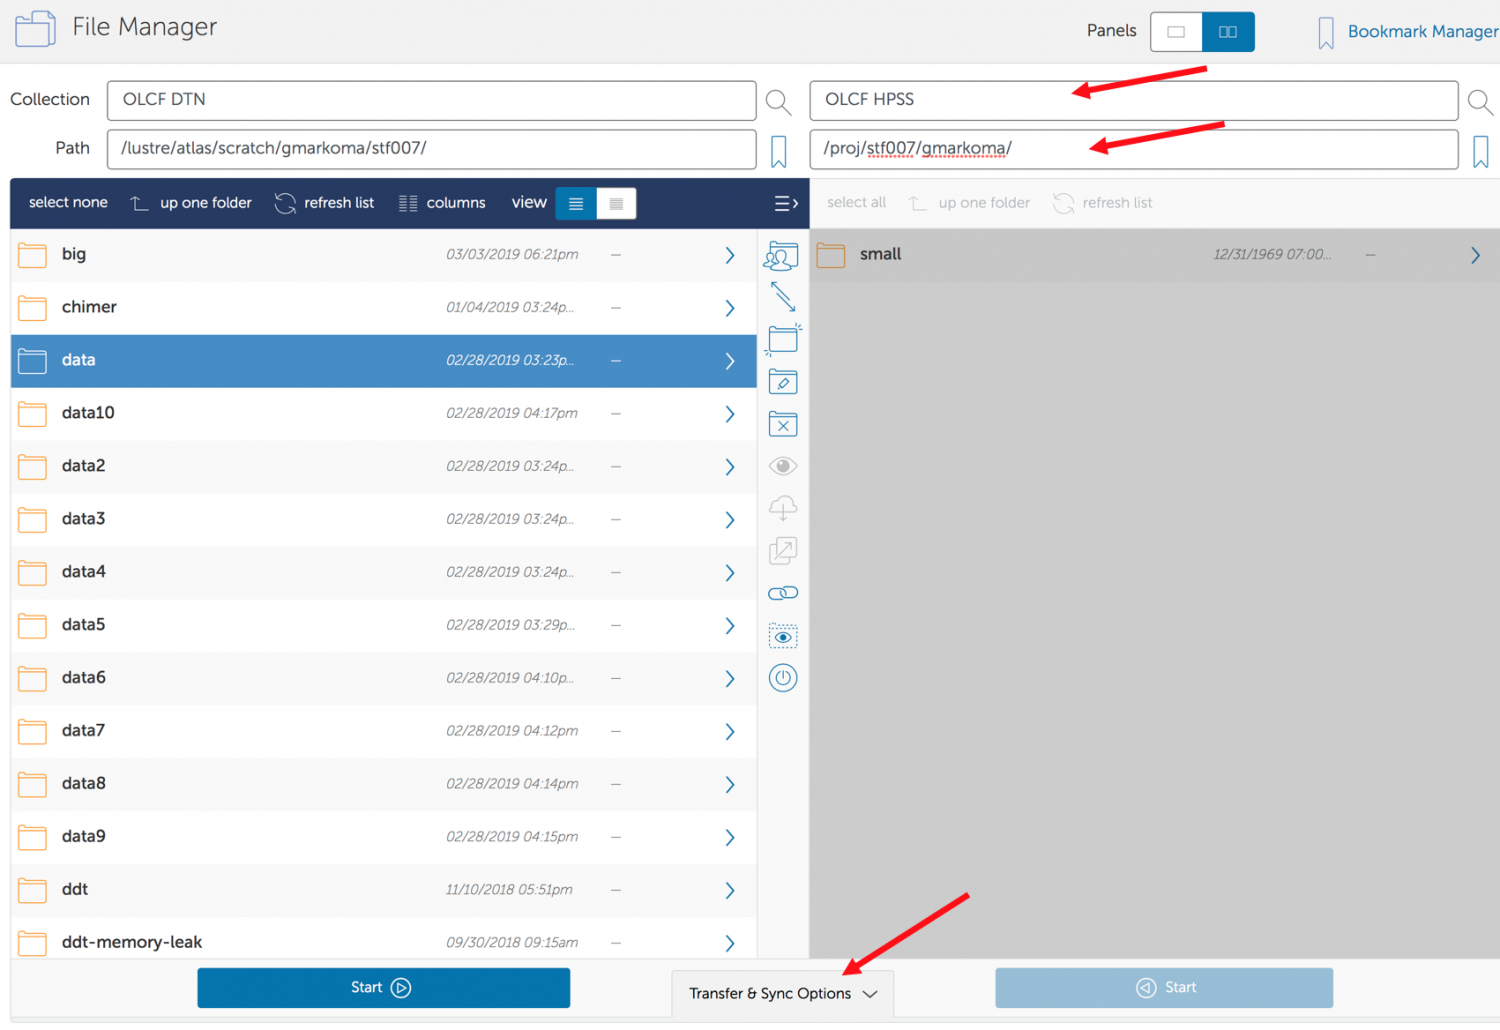 File Manager
Panels
Bookmark Manager
Collection OLCF DTN OLCF HPSS
Path /lustre/atlas/scratch/gmarkoma/stf007/ /proj/stf007/gmarkoma/
select none up one folder refresh list columns view select all up one folder refresh list
big 03/03/2019 06:21pm — small 12/31/1969 07:00... —
chimer 01/04/2019 03:24p... —
data 02/28/2019 03:23p... —
data10 02/28/2019 04:17pm —
data2 02/28/2019 03:24p... —
data3 02/28/2019 03:24p... —
data4 02/28/2019 03:24p... —
data5 02/28/2019 03:29p... —
data6 02/28/2019 04:10p... —
data7 02/28/2019 04:12pm —
data8 02/28/2019 04:14pm —
data9 02/28/2019 04:15pm —
ddt 11/10/2018 05:51pm —
ddt-memory-leak 09/30/2018 09:15am —
Start Transfer & Sync Options Start